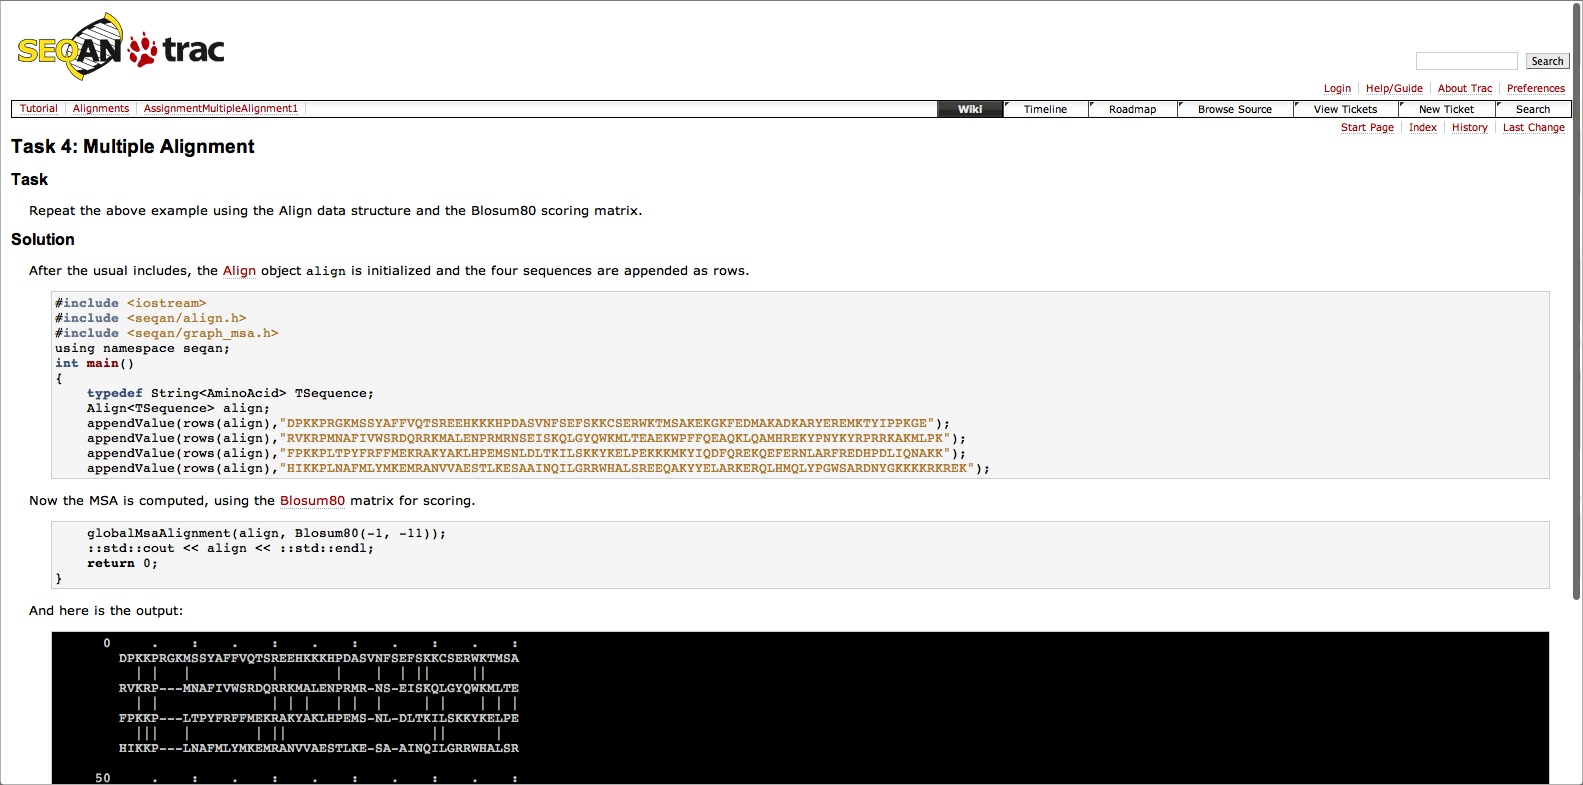 SEQAN trac
Search
Login Help/Guide About Trac Preferences
Tutorial Alignments AssignmentMultipleAlignment1 Wiki Timeline Roadmap Browse Source View Tickets New Ticket Search
Start Page Index History Last Change
Task 4: Multiple Alignment
Task
Repeat the above example using the Align data structure and the Blosum80 scoring matrix.
Solution
After the usual includes, the Align object align is initialized and the four sequences are appended as rows.
#include <iostream>
#include <seqan/align.h>
#include <seqan/graph_msa.h>
using namespace seqan;
int main()
{
typedef String<AminoAcid> TSequence;
Align<TSequence> align;
appendValue(rows(align),"DPKKPRGKMSSYAFFVQTSREEHKKKHPDASVNFSEFSKKCSERWKTMSAKEKGKFEDMAKADKARYEREMKTYIPPKGE");
appendValue(rows(align),"RVKRPMNAFIVWSRDQRRKMALENPRMRNSEISKQLGYQWKMLTEAEKWPFFQEAQKLQAMHREKYPNYKYRPRRKAKMLPK");
appendValue(rows(align),"FPKKPLTPYFRFFMEKRAKYAKLHPEMSNLDLTKILSKKYKELPEKKKMKYIQDFQREKQEFERNLARFREDHPDLIQNAKK");
appendValue(rows(align),"HIKKPLNAFMLYMKEMRANVVAESTLKESAAINQILGRRWHALSREEQAKYYELARKERQLHMQLYPGWSARDNYGKKKKRKREK");
Now the MSA is computed, using the Blosum80 matrix for scoring.
globalMsaAlignment(align, Blosum80(-1, -11));
::std::cout << align << ::std::endl;
return 0;
}
And here is the output:
0 . : . : . : . : . :
DPKKPRGKMSSYAFFVQTSREEHKKKHPDASVNFSEFSKKCSERWKTMSA
| | | | | | | || ||
RVKRP---MNAFIVWSRDQRRKMALENPRMR-NS-EISKQLGYQWKMLTE
| | | | | | | | | | | | |
FPKKP---LTPYFRFFMEKRAKYAKLHPEMS-NL-DLTKILSKKYKELPE
||| | | || || |
HIKKP---LNAFMLYMKEMRANVVAESTLKE-SA-AINQILGRRWHALSR
50 . : . : . : . : . :